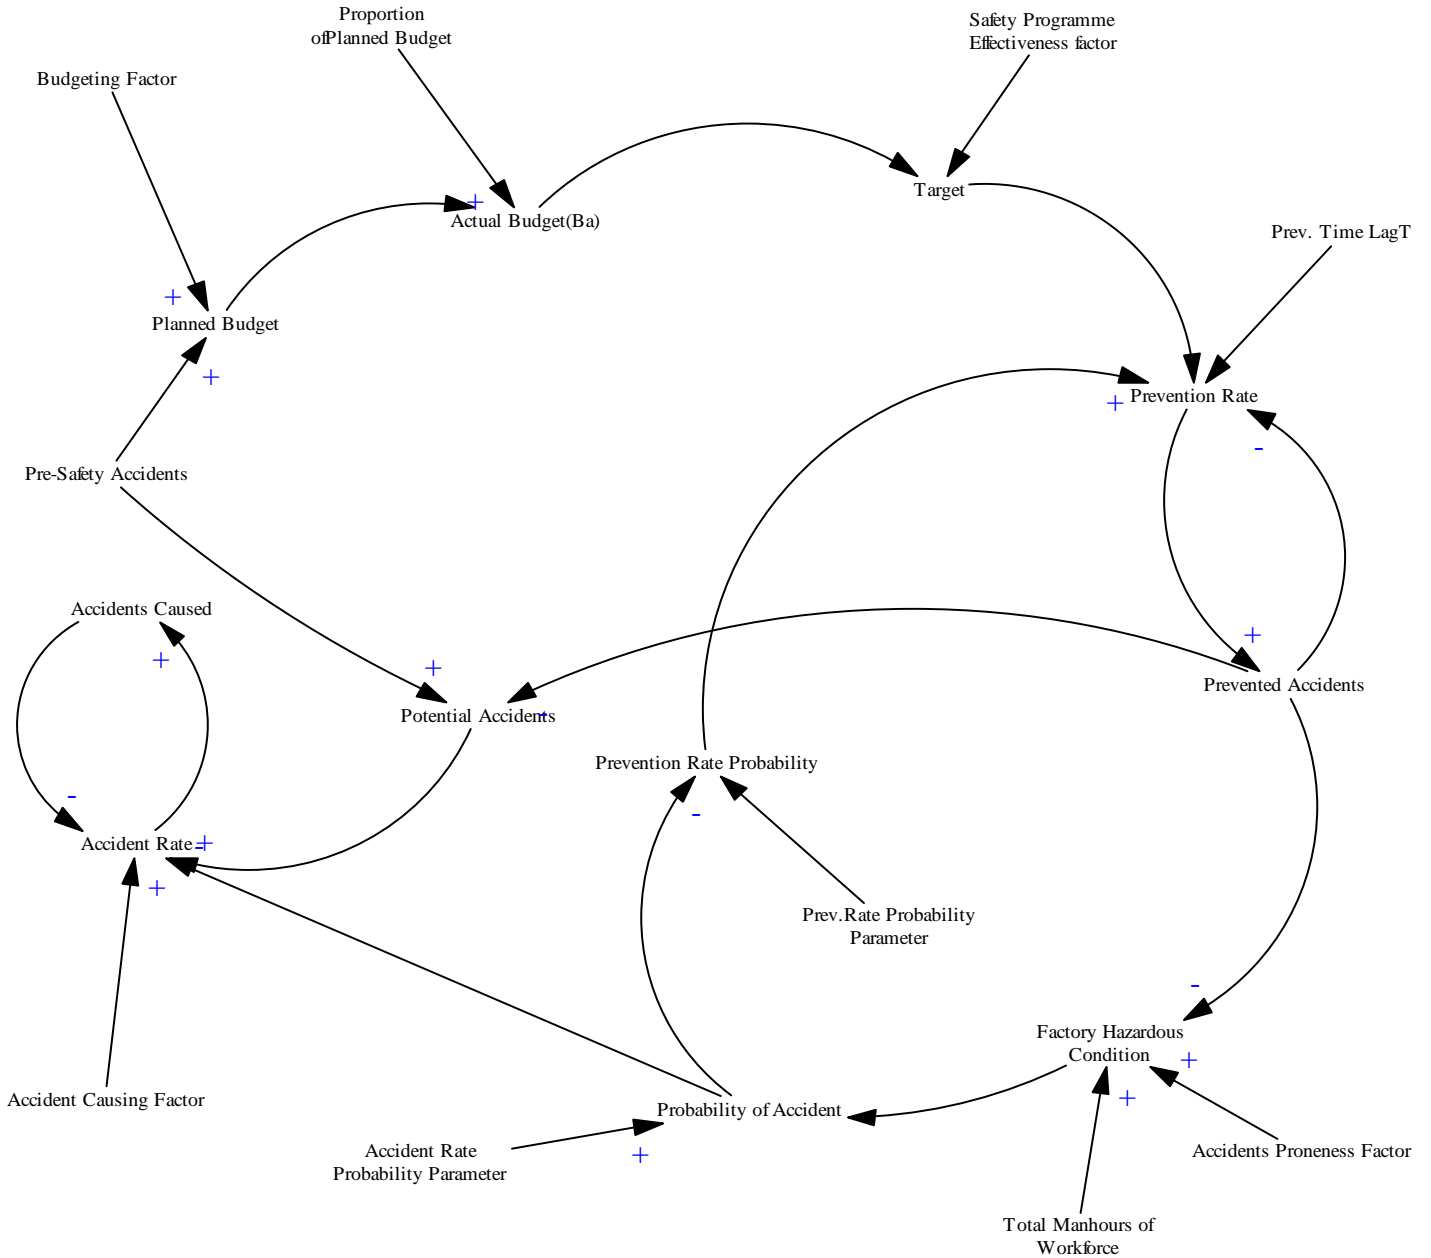 Proportion
ofPlanned Budget
Safety Programme
Effectiveness factor
Budgeting Factor
Target
+
Actual Budget(Ba)
Prev. Time LagT
+
Planned Budget
+
Prevention Rate
+
-
Pre-Safety Accidents
Accidents Caused
+
+
+
Prevented Accidents
Potential Accidents
-
Prevention Rate Probability
-
-
Accident Rate
-
+
+
Prev.Rate Probability
Parameter
-
Factory Hazardous
Condition
+
+
Accident Causing Factor
Probability of Accident
Accident Rate
Probability Parameter
+
Accidents Proneness Factor
Total Manhours of
Workforce